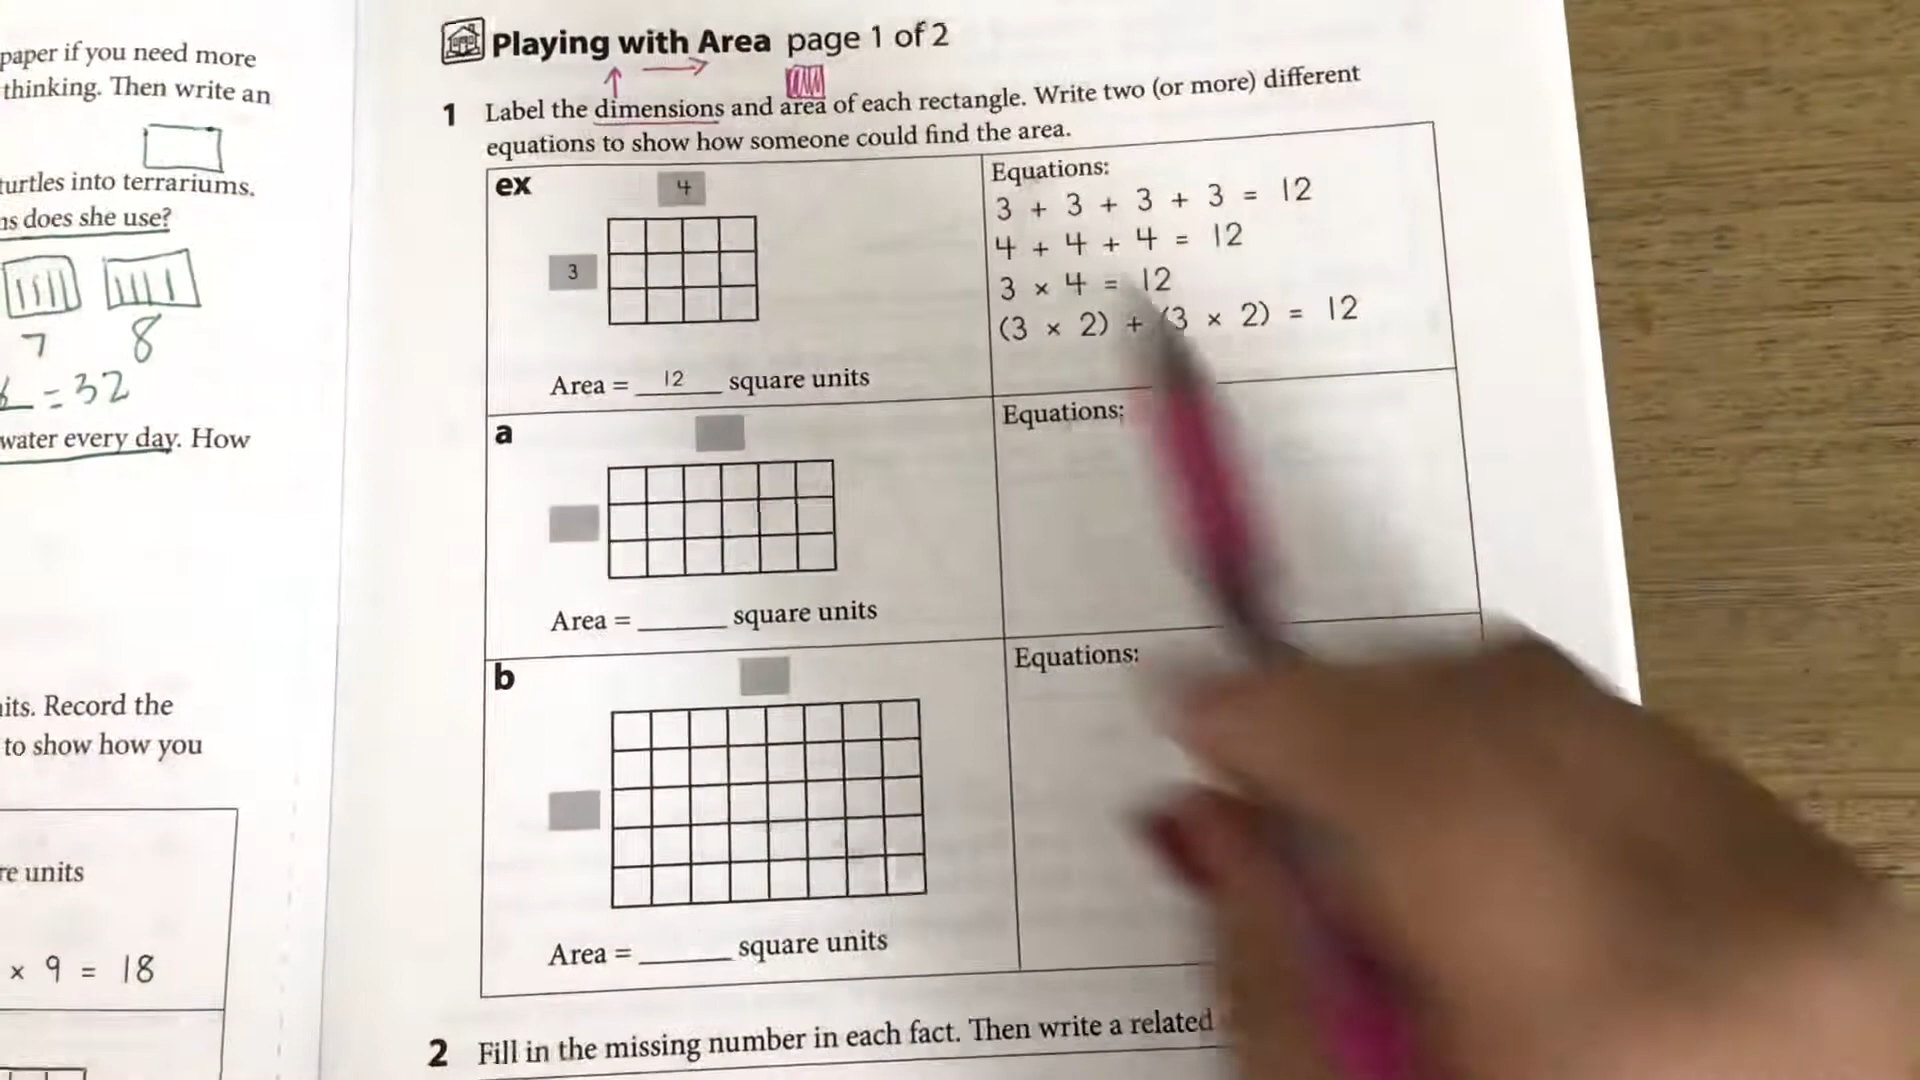 paper if you need more
thinking. Then write an
turtles into terrariums.
does she use?
7 8
= 32
water every day. How
Record the
to show how you
units
× 9 = 18
Playing with Area page 1 of 2
1 Label the dimensions and area of each rectangle. Write two (or more) different
equations to show how someone could find the area.
ex
4
3
Area = 12 square units
Equations:
3 + 3 + 3 + 3 = 12
4 + 4 + 4 = 12
3 × 4 = 12
(3 × 2) + (3 × 2) = 12
a
Area = ______ square units
Equations:
b
Area = ______ square units
Equations:
2 Fill in the missing number in each fact. Then write a related